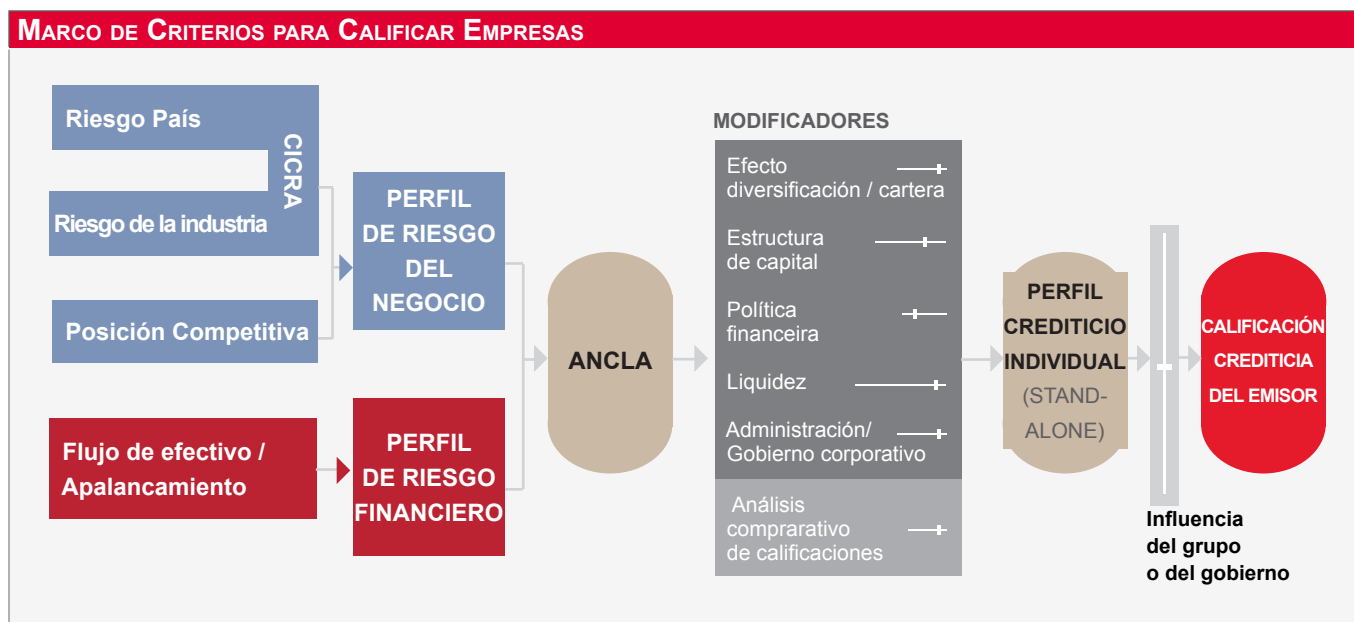 MARCO DE CRITERIOS PARA CALIFICAR EMPRESAS
Riesgo País
CICRA
Riesgo de la industria
Posición Competitiva
Flujo de efectivo /
Apalancamiento
PERFIL
DE RIESGO
DEL
NEGOCIO
PERFIL
DE RIESGO
FINANCIERO
ANCLA
MODIFICADORES
Efecto
diversificación / cartera
Estructura
de capital
Política
financeira
Liquidez
Administración/
Gobierno corporativo
Análisis
comprarativo
de calificaciones
PERFIL
CREDITICIO
INDIVIDUAL
(STAND-
ALONE)
Influencia
del grupo
o del gobierno
CALIFICACIÓN
CREDITICIA
DEL EMISOR